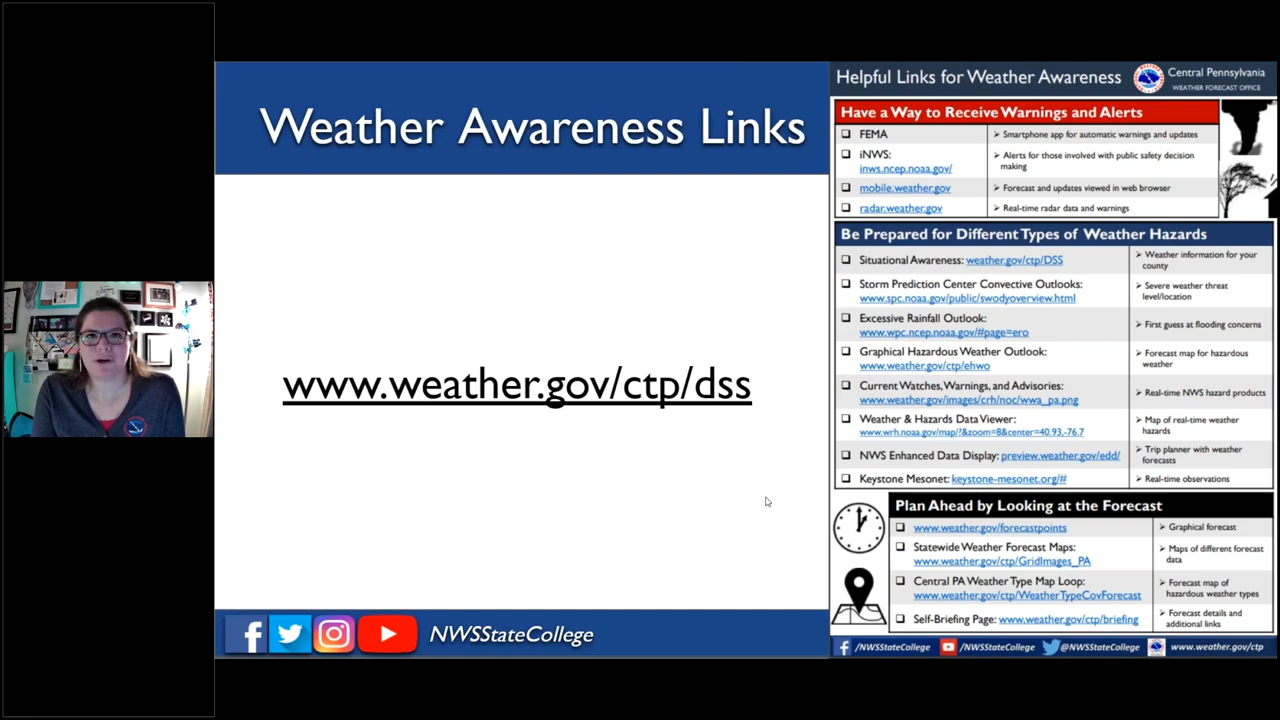 Weather Awareness Links
www.weather.gov/ctp/dss
NWSStateCollege
Helpful Links for Weather Awareness
Central Pennsylvania
WEATHER FORECAST OFFICE
Have a Way to Receive Warnings and Alerts
FEMA
Smartphone app for automatic warnings and updates
iNWS:
inws.ncep.noaa.gov/
Alerts for those involved with public safety decision
making
mobile.weather.gov
Forecast and updates viewed in web browser
radar.weather.gov
Real-time radar data and warnings
Be Prepared for Different Types of Weather Hazards
Situational Awareness: weather.gov/ctp/DSS
Weather information for your
county
Storm Prediction Center Convective Outlooks:
www.spc.noaa.gov/public/swodyoverview.html
Severe weather threat
level/location
Excessive Rainfall Outlook:
www.wpc.ncep.noaa.gov/#page=ero
First guess at flooding concerns
Graphical Hazardous Weather Outlook:
www.weather.gov/ctp/ehwo
Forecast map for hazardous
weather
Current Watches, Warnings, and Advisories:
www.weather.gov/images/crh/noc/wwa_pa.png
Real-time NWS hazard products
Weather & Hazards Data Viewer:
www.wrh.noaa.gov/map/?&zoom=8&center=40.93,-76.7
Map of real-time weather
hazards
NWS Enhanced Data Display: preview.weather.gov/edd/
Trip planner with weather
forecasts
Keystone Mesonet: keystone-mesonet.org/#
Real-time observations
Plan Ahead by Looking at the Forecast
www.weather.gov/forecastpoints
Graphical forecast
Statewide Weather Forecast Maps:
www.weather.gov/ctp/GridImages_PA
Maps of different forecast
data
Central PA Weather Type Map Loop:
www.weather.gov/ctp/WeatherTypeCovForecast
Forecast map of
hazardous weather types
Self-Briefing Page: www.weather.gov/ctp/briefing
Forecast details and
additional links
/NWSStateCollege
/NWSStateCollege
@NWSStateCollege
www.weather.gov/ctp